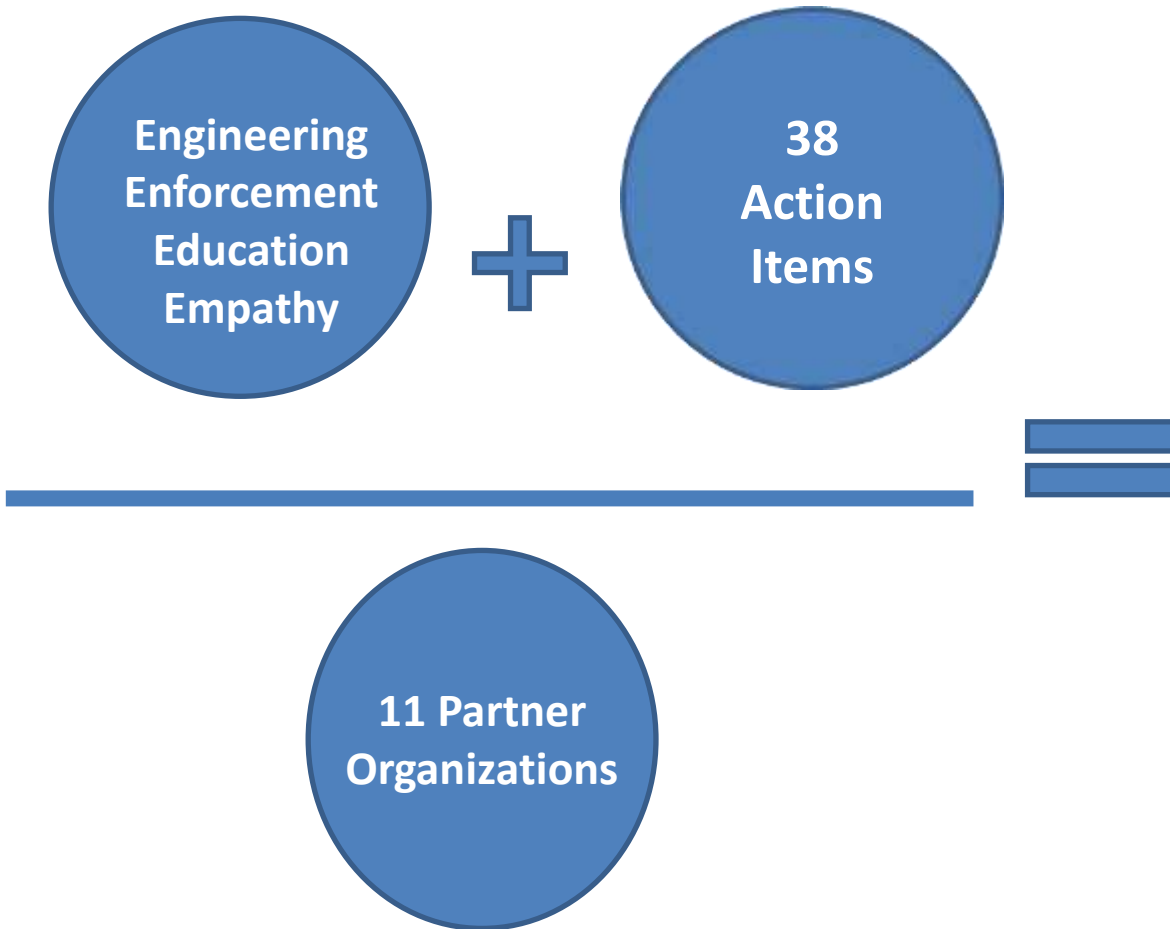 Engineering
Enforcement
Education
Empathy
38
Action
Items
11 Partner
Organizations